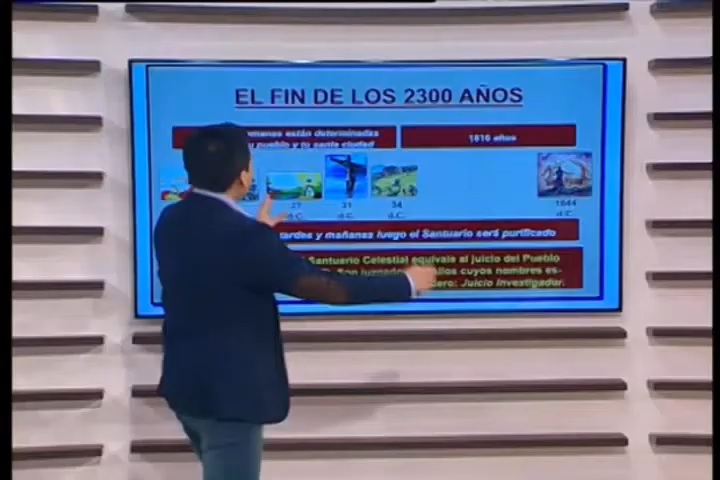 EL FIN DE LOS 2300 AÑOS
emanas están determinadas
u pueblo y tu santa ciudad
1810 años
27 31 34 1844
d.C. d.C. d.C. d.C.
tardes y mañanas luego el Santuario será purificado
Santuario Celestial equivale al juicio del Pueblo
Son juzgados ellos cuyos nombres es-
dero: Juicio Investigador.